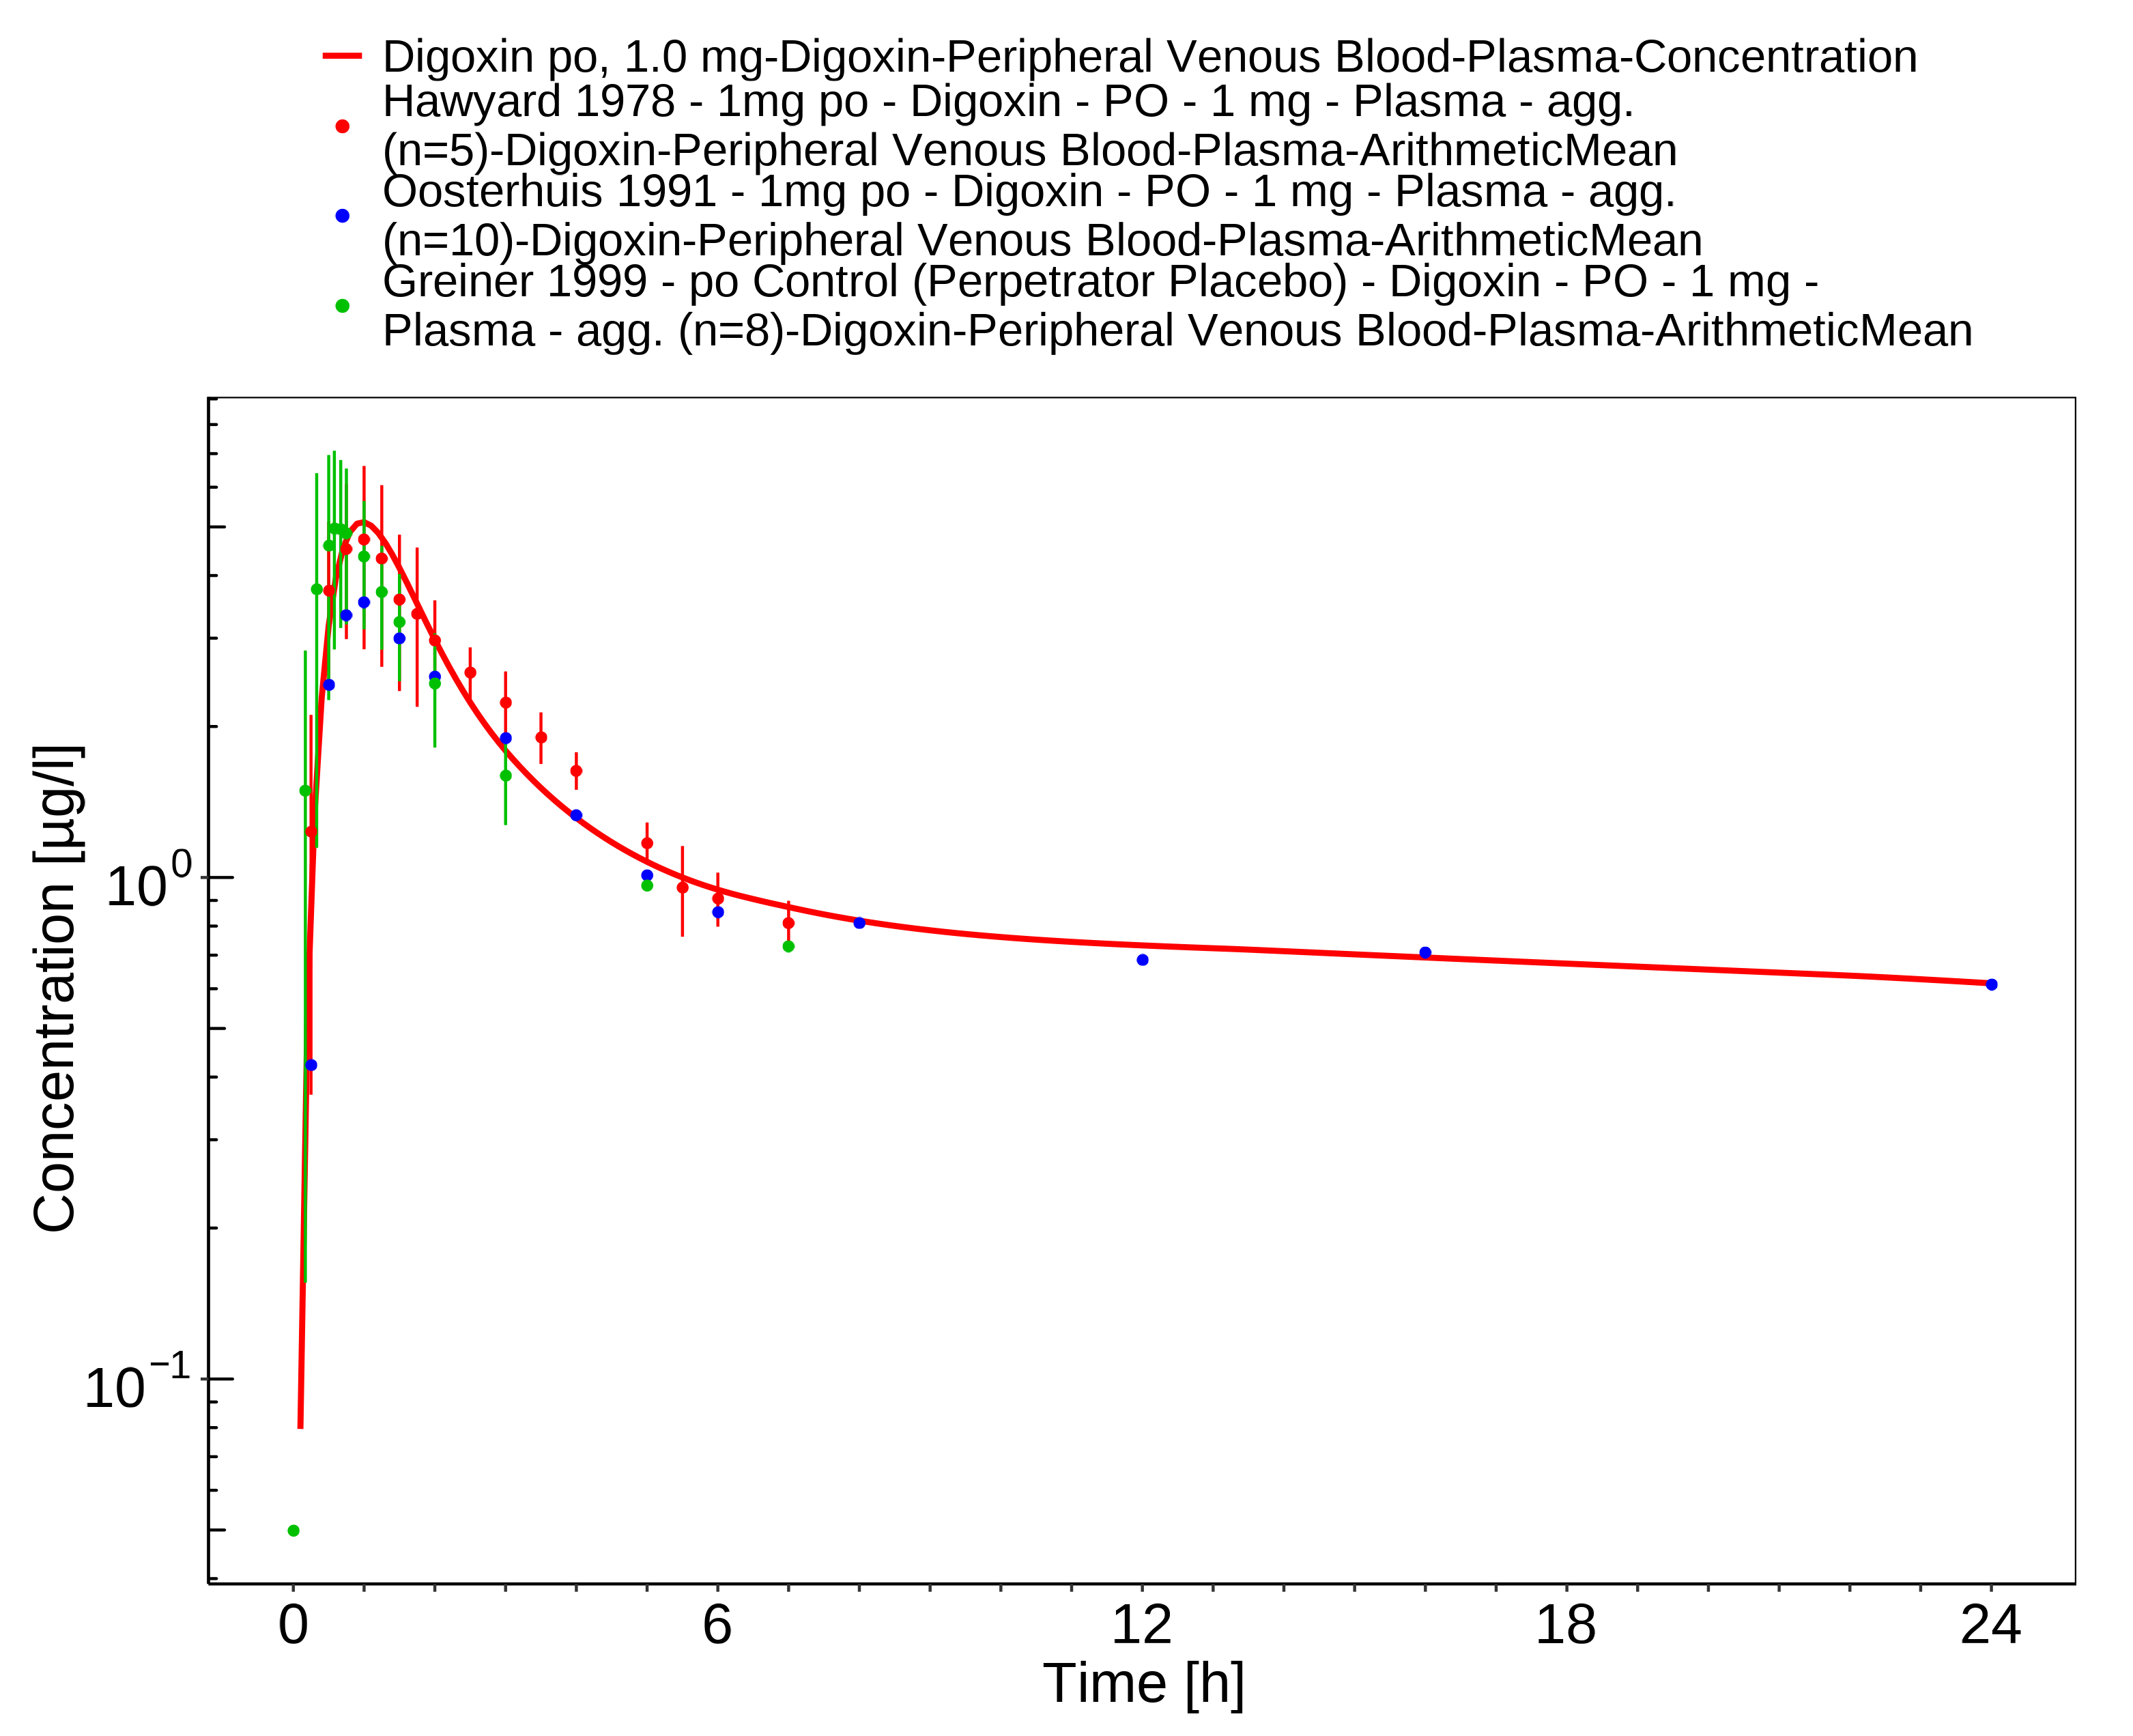 Digoxin po, 1.0 mg-Digoxin-Peripheral Venous Blood-Plasma-Concentration
Hawyard 1978 - 1mg po - Digoxin - PO - 1 mg - Plasma - agg.
(n=5)-Digoxin-Peripheral Venous Blood-Plasma-ArithmeticMean
Oosterhuis 1991 - 1mg po - Digoxin - PO - 1 mg - Plasma - agg.
(n=10)-Digoxin-Peripheral Venous Blood-Plasma-ArithmeticMean
Greiner 1999 - po Control (Perpetrator Placebo) - Digoxin - PO - 1 mg -
Plasma - agg. (n=8)-Digoxin-Peripheral Venous Blood-Plasma-ArithmeticMean
Concentration [µg/l]
10⁰
10⁻¹
0 6 12 18 24
Time [h]